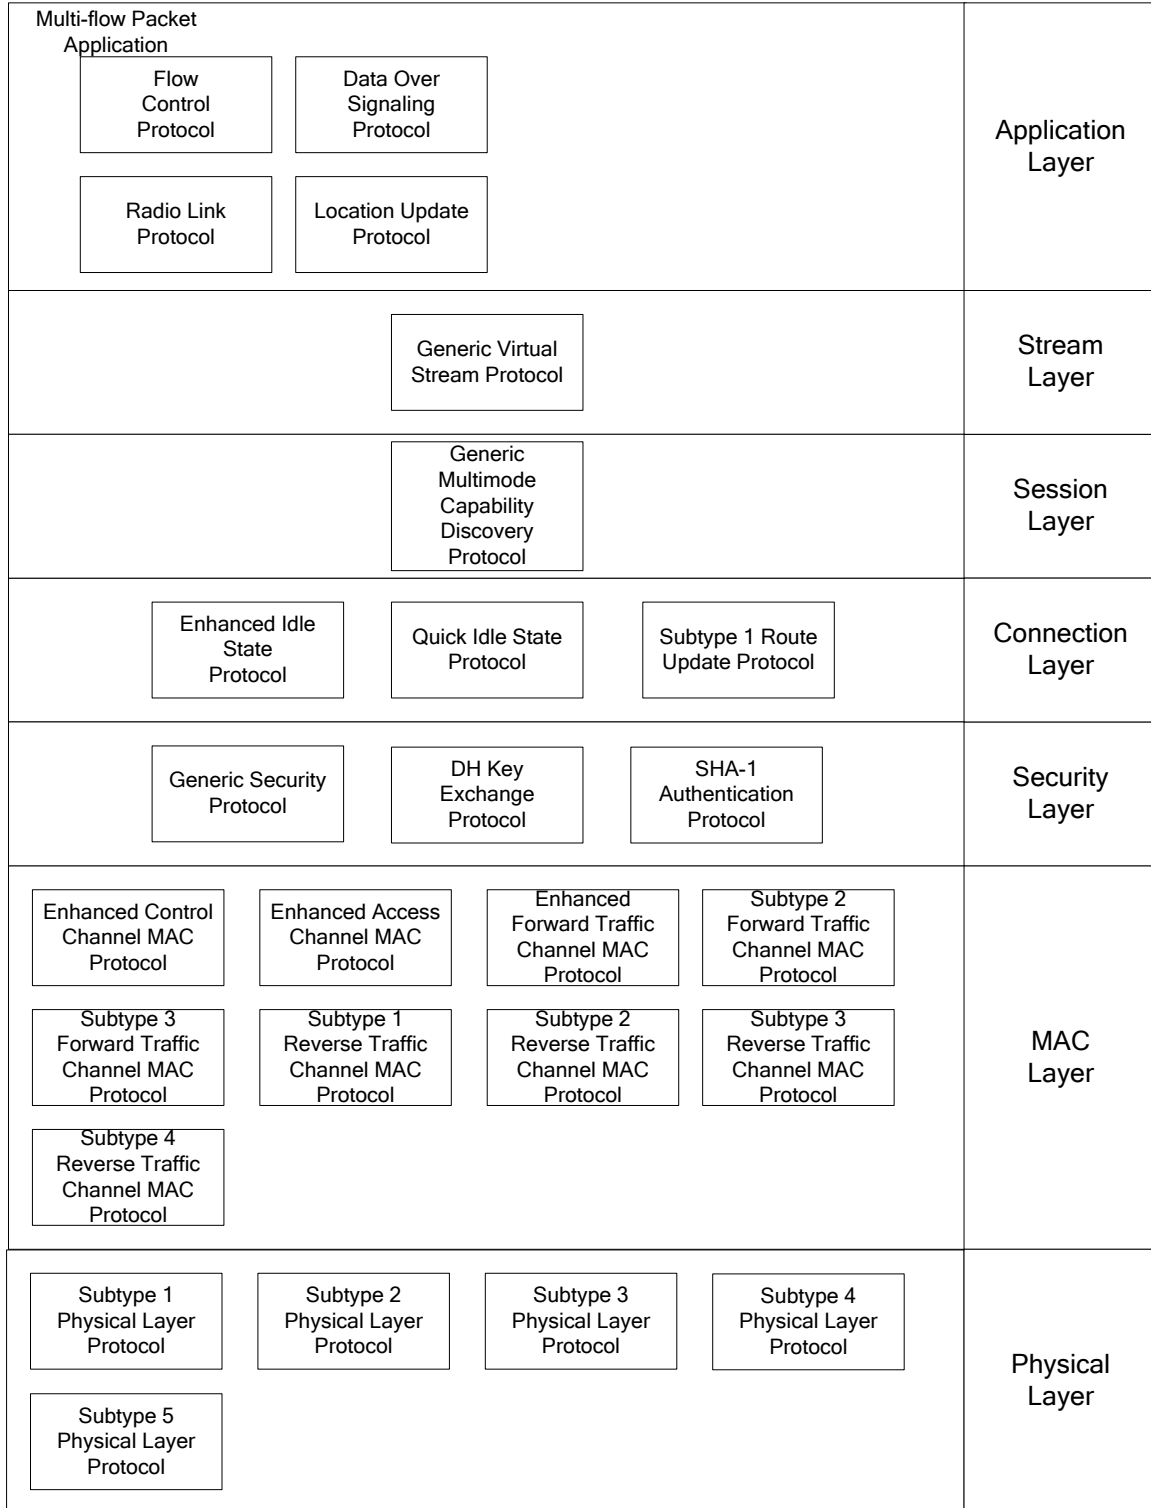 Multi-flow Packet
Application
Flow
Control
Protocol
Data Over
Signaling
Protocol
Radio Link
Protocol
Location Update
Protocol
Application
Layer
Generic Virtual
Stream Protocol
Stream
Layer
Generic
Multimode
Capability
Discovery
Protocol
Session
Layer
Enhanced Idle
State
Protocol
Quick Idle State
Protocol
Subtype 1 Route
Update Protocol
Connection
Layer
Generic Security
Protocol
DH Key
Exchange
Protocol
SHA-1
Authentication
Protocol
Security
Layer
Enhanced Control
Channel MAC
Protocol
Enhanced Access
Channel MAC
Protocol
Enhanced
Forward Traffic
Channel MAC
Protocol
Subtype 2
Forward Traffic
Channel MAC
Protocol
Subtype 3
Forward Traffic
Channel MAC
Protocol
Subtype 1
Reverse Traffic
Channel MAC
Protocol
Subtype 2
Reverse Traffic
Channel MAC
Protocol
Subtype 3
Reverse Traffic
Channel MAC
Protocol
Subtype 4
Reverse Traffic
Channel MAC
Protocol
MAC
Layer
Subtype 1
Physical Layer
Protocol
Subtype 2
Physical Layer
Protocol
Subtype 3
Physical Layer
Protocol
Subtype 4
Physical Layer
Protocol
Subtype 5
Physical Layer
Protocol
Physical
Layer